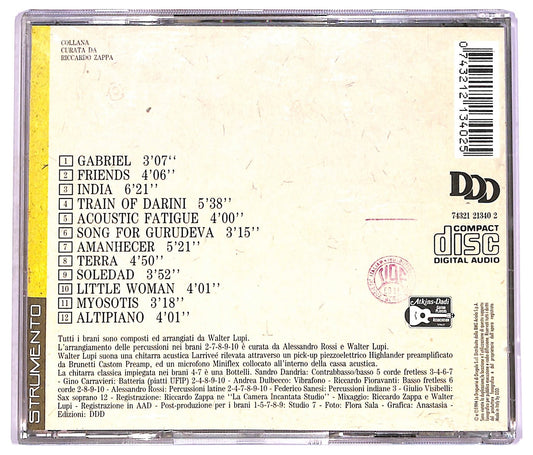 COLLANA
CURATA DA
RICCARDO ZAPPA
1 GABRIEL 3'07''
2 FRIENDS 4'06''
3 INDIA 6'21''
4 TRAIN OF DARINI 5'38''
5 ACOUSTIC FATIGUE 4'00''
6 SONG FOR GURUDEVA 3'15''
7 AMANHECER 5'21''
8 TERRA 4'50''
9 SOLEDAD 3'52''
10 LITTLE WOMAN 4'01''
11 MYOSOTIS 3'18''
12 ALTIPIANO 4'01''
0 743212 134025
DDD
74321 21340 2
COMPACT
disc
DIGITAL AUDIO
Atkins-Dadi
Guitar Players
Association
STRUMENTO
Tutti i brani sono composti ed arrangiati da Walter Lupi.
L'arrangiamento delle percussioni nei brani 2-7-8-9-10 è curata da Alessandro Rossi e Walter Lupi.
Walter Lupi suona una chitarra acustica Larriveé rilevata attraverso un pick-up piezoelettrico Highlander preamplificato
da Brunetti Castom Preamp, ed un microfono Miniflex collocato all'interno della cassa acustica.
La chitarra classica impiegata nei brani 4-7 è una Bottelli. Sandro Dandria: Contrabbasso/basso 5 corde fretless 3-4-6-7
- Gino Carravieri: Batteria (piatti UFIP) 2-4-8-9-10 - Andrea Dulbecco: Vibrafono - Riccardo Fioravanti: Basso fretless 6
corde 2-8-9-10 - Alessandro Rossi: Percussioni latine 2-4-7-8-9-10 - Federico Sanesi: Percussioni indiane 3 - Giulio Visibelli:
Sax soprano 12 - Registrazione: Riccardo Zappa ne "La Camera Incantata Studio" - Mixaggio: Riccardo Zappa e Walter
Lupi - Registrazione in AAD - Post-produzione per i brani 1-5-7-8-9: Studio 7 - Foto: Flora Sala - Grafica: Anastasia -
Edizioni: DDD